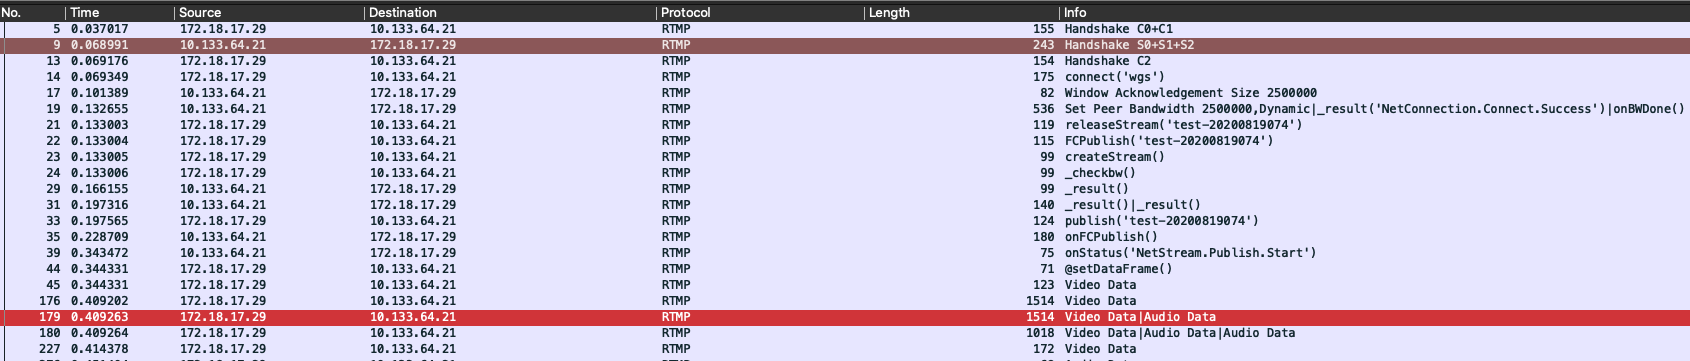 No. Time Source Destination Protocol Length Info
5 0.037017 172.18.17.29 10.133.64.21 RTMP 155 Handshake C0+C1
9 0.068991 10.133.64.21 172.18.17.29 RTMP 243 Handshake S0+S1+S2
13 0.069176 172.18.17.29 10.133.64.21 RTMP 154 Handshake C2
14 0.069349 172.18.17.29 10.133.64.21 RTMP 175 connect('wgs')
17 0.101389 10.133.64.21 172.18.17.29 RTMP 82 Window Acknowledgement Size 2500000
19 0.132655 10.133.64.21 172.18.17.29 RTMP 536 Set Peer Bandwidth 2500000,Dynamic|_result('NetConnection.Connect.Success')|onBWDone()
21 0.133003 172.18.17.29 10.133.64.21 RTMP 119 releaseStream('test-20200819074')
22 0.133004 172.18.17.29 10.133.64.21 RTMP 115 FCPublish('test-20200819074')
23 0.133005 172.18.17.29 10.133.64.21 RTMP 99 createStream()
24 0.133006 172.18.17.29 10.133.64.21 RTMP 99 _checkbw()
29 0.166155 10.133.64.21 172.18.17.29 RTMP 99 _result()
31 0.197316 10.133.64.21 172.18.17.29 RTMP 140 _result()|_result()
33 0.197565 172.18.17.29 10.133.64.21 RTMP 124 publish('test-20200819074')
35 0.228709 10.133.64.21 172.18.17.29 RTMP 180 onFCPublish()
39 0.343472 10.133.64.21 172.18.17.29 RTMP 75 onStatus('NetStream.Publish.Start')
44 0.344331 172.18.17.29 10.133.64.21 RTMP 71 @setDataFrame()
45 0.344331 172.18.17.29 10.133.64.21 RTMP 123 Video Data
176 0.409202 172.18.17.29 10.133.64.21 RTMP 1514 Video Data
179 0.409263 172.18.17.29 10.133.64.21 RTMP 1514 Video Data|Audio Data
180 0.409264 172.18.17.29 10.133.64.21 RTMP 1018 Video Data|Audio Data|Audio Data
227 0.414378 172.18.17.29 10.133.64.21 RTMP 172 Video Data